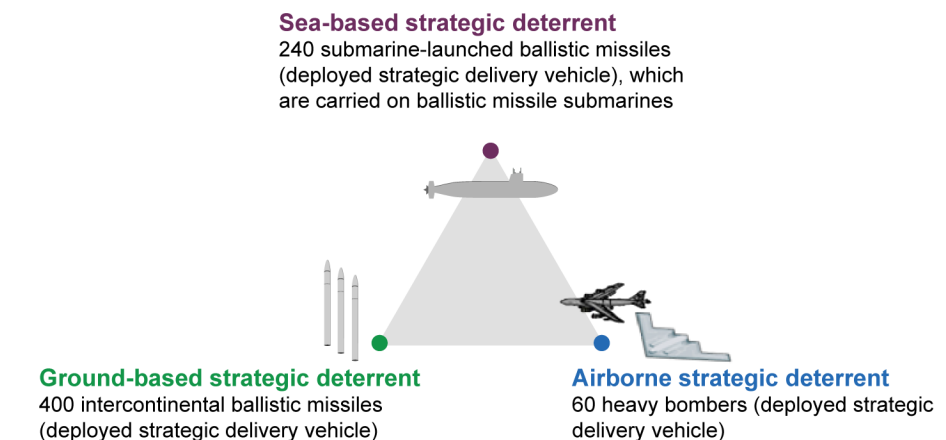 Sea-based strategic deterrent
240 submarine-launched ballistic missiles
(deployed strategic delivery vehicle), which
are carried on ballistic missile submarines
Ground-based strategic deterrent
400 intercontinental ballistic missiles
(deployed strategic delivery vehicle)
Airborne strategic deterrent
60 heavy bombers (deployed strategic
delivery vehicle)